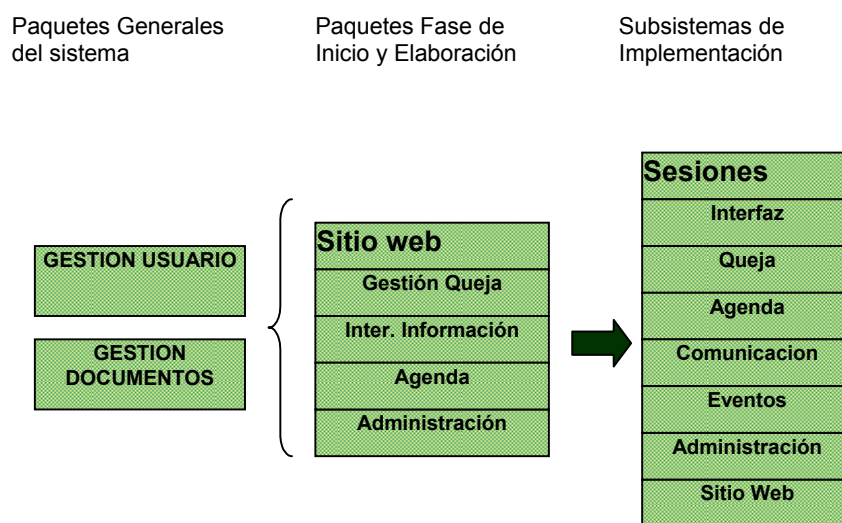 Paquetes Generales
del sistema
Paquetes Fase de
Inicio y Elaboración
Subsistemas de
Implementación
GESTION USUARIO
GESTION
DOCUMENTOS
Sitio web
Gestión Queja
Inter. Información
Agenda
Administración
Sesiones
Interfaz
Queja
Agenda
Comunicacion
Eventos
Administración
Sitio Web